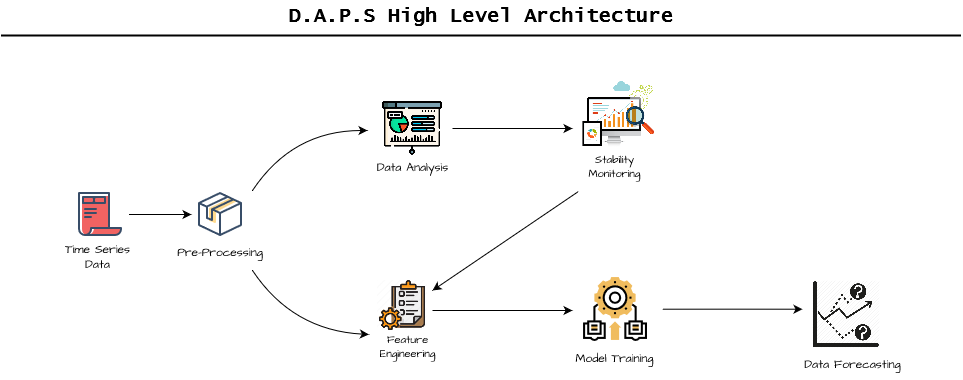 D.A.P.S High Level Architecture
Data Analysis
Stability
Monitoring
Time Series
Data
Pre-Processing
Feature
Engineering
Model Training
Data Forecasting